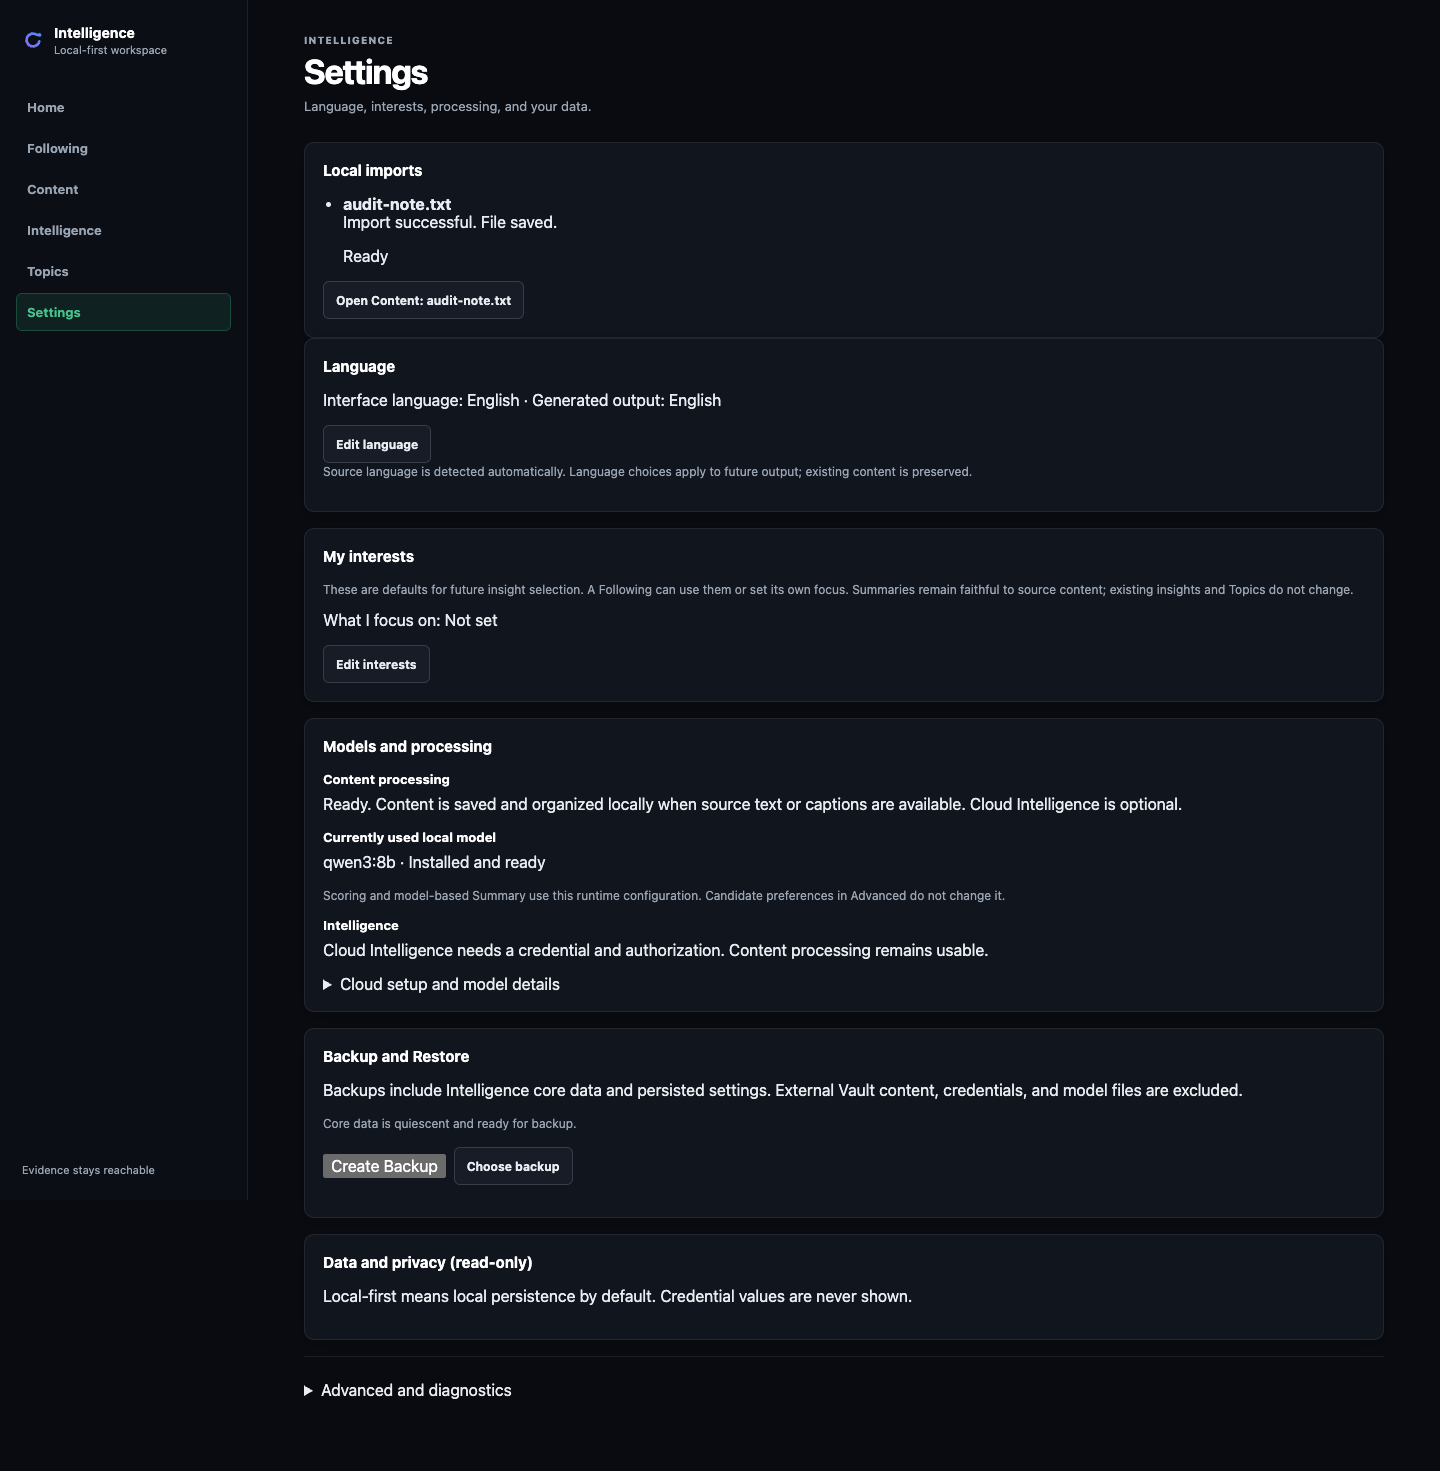 Intelligence
Local-first workspace
Home
Following
Content
Intelligence
Topics
Settings
Evidence stays reachable
INTELLIGENCE
Settings
Language, interests, processing, and your data.
Local imports
audit-note.txt
Import successful. File saved.
Ready
Open Content: audit-note.txt
Language
Interface language: English · Generated output: English
Edit language
Source language is detected automatically. Language choices apply to future output; existing content is preserved.
My interests
These are defaults for future insight selection. A Following can use them or set its own focus. Summaries remain faithful to source content; existing insights and Topics do not change.
What I focus on: Not set
Edit interests
Models and processing
Content processing
Ready. Content is saved and organized locally when source text or captions are available. Cloud Intelligence is optional.
Currently used local model
qwen3:8b · Installed and ready
Scoring and model-based Summary use this runtime configuration. Candidate preferences in Advanced do not change it.
Intelligence
Cloud Intelligence needs a credential and authorization. Content processing remains usable.
Cloud setup and model details
Backup and Restore
Backups include Intelligence core data and persisted settings. External Vault content, credentials, and model files are excluded.
Core data is quiescent and ready for backup.
Create Backup Choose backup
Data and privacy (read-only)
Local-first means local persistence by default. Credential values are never shown.
Advanced and diagnostics